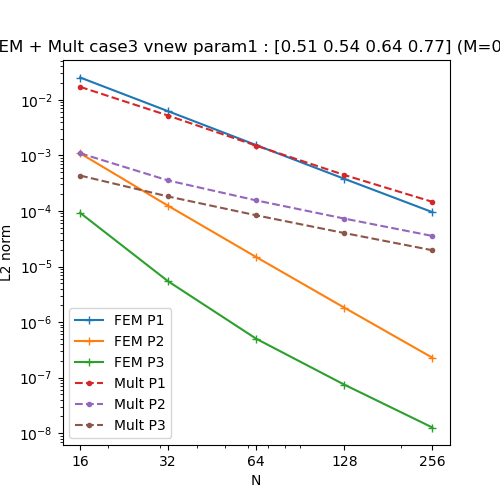 EM + Mult case3 vnew param1 : [0.51 0.54 0.64 0.77] (M=0
10⁻²
10⁻³
10⁻⁴
10⁻⁵
10⁻⁶
10⁻⁷
10⁻⁸
L2 norm
FEM P1
FEM P2
FEM P3
Mult P1
Mult P2
Mult P3
16 32 64 128 256
N